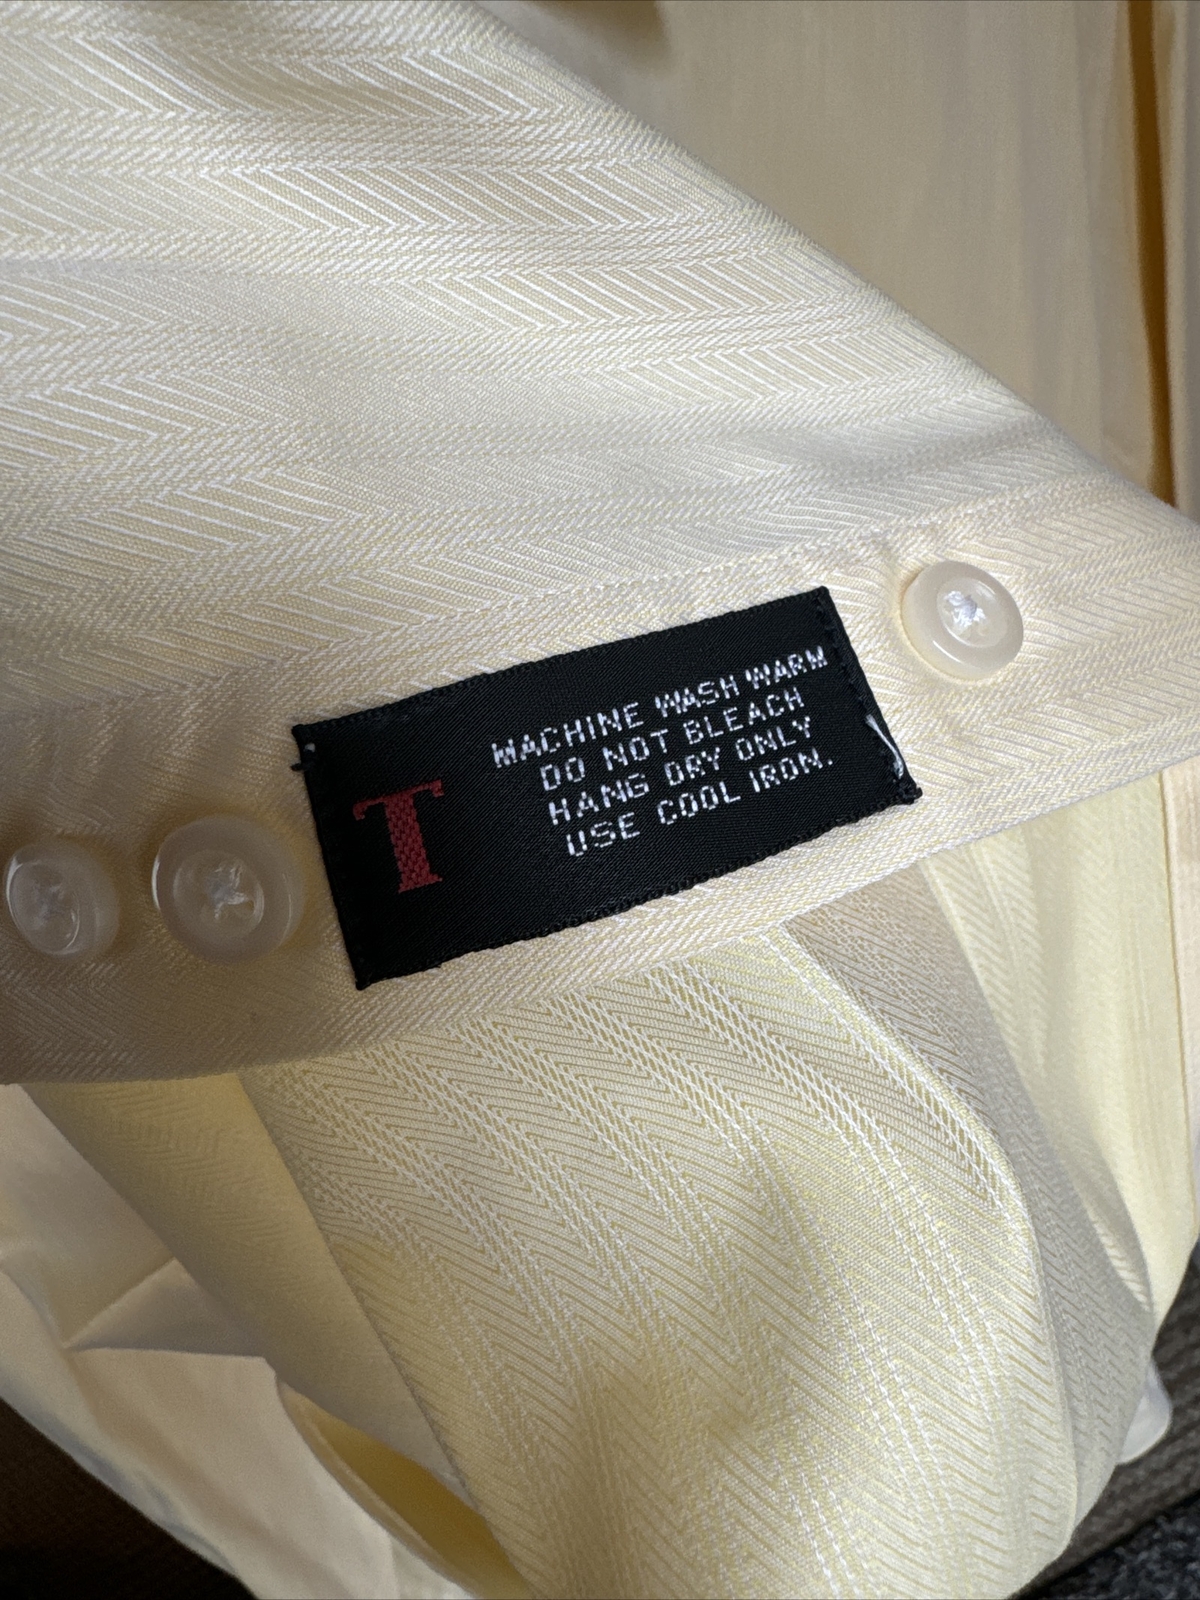 T
MACHINE WASH WARM
DO NOT BLEACH
HANG DRY ONLY
USE COOL IRON.